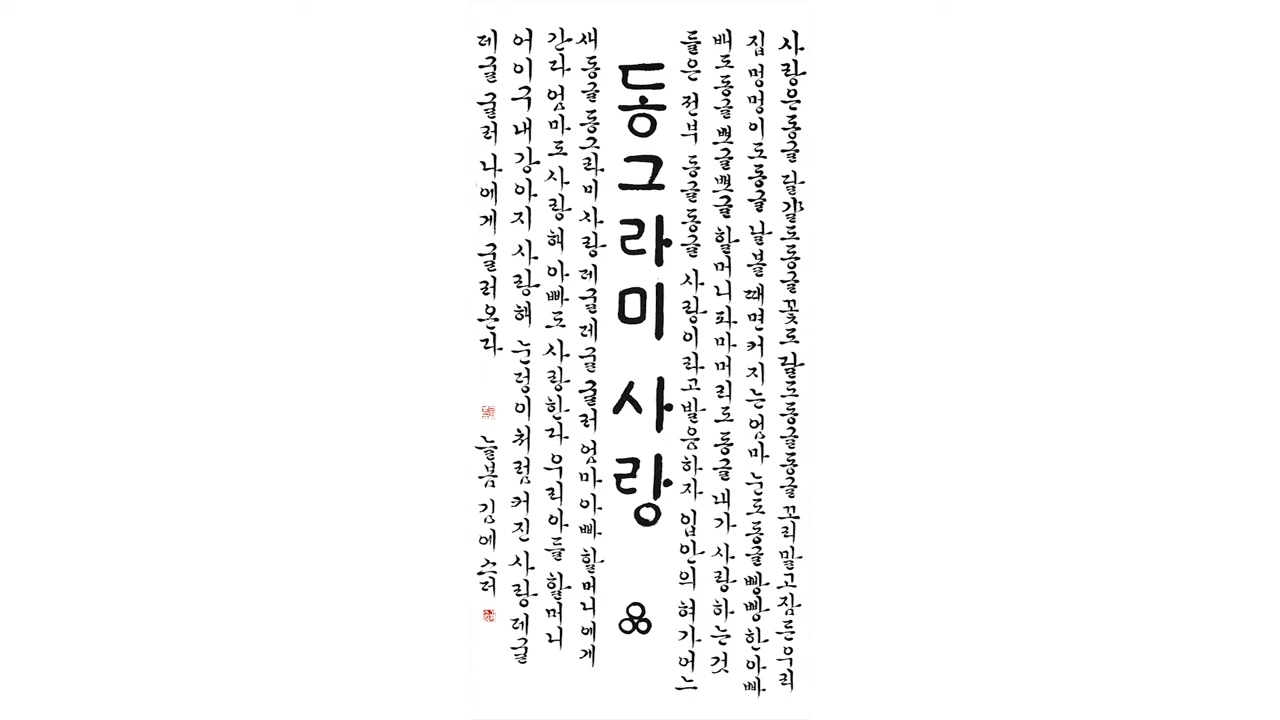 사랑은 동글 달걀도 동글 꽃도 달도 동글동글 꼬리 말고 잠든 우리
집 멍멍이도 동글 날 볼 때면 커지는 엄마 눈도 동글 빵빵한 아빠
배도 동글 뽀글뽀글 할머니 파마머리도 동글 내가 사랑하는 것
들은 전부 동글동글 사랑이라고 발음하자 입안의 혀가 어느
동그라미 사랑
새 동글 동그라미 사랑 데굴데굴 굴러 엄마 아빠 할머니에게
간다 엄마도 사랑해 아빠도 사랑한다 우리 아들 할머니
어이구 내 강아지 사랑해 눈덩이처럼 커진 사랑 데굴
데굴 굴러 나에게 굴러온다
늘봄 김에스더